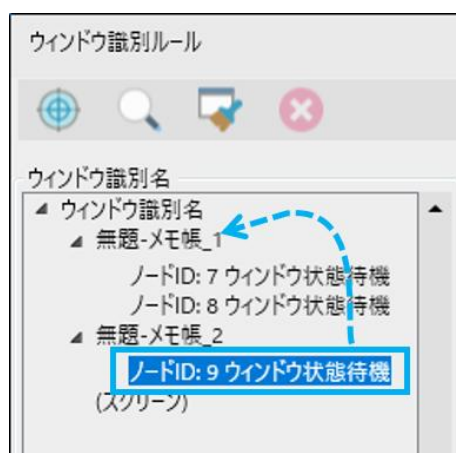 ウィンドウ識別ルール
ウィンドウ識別名
ウィンドウ識別名
無題-メモ帳_1
ノードID: 7 ウィンドウ状態待機
ノードID: 8 ウィンドウ状態待機
無題-メモ帳_2
ノードID: 9 ウィンドウ状態待機
(スクリーン)